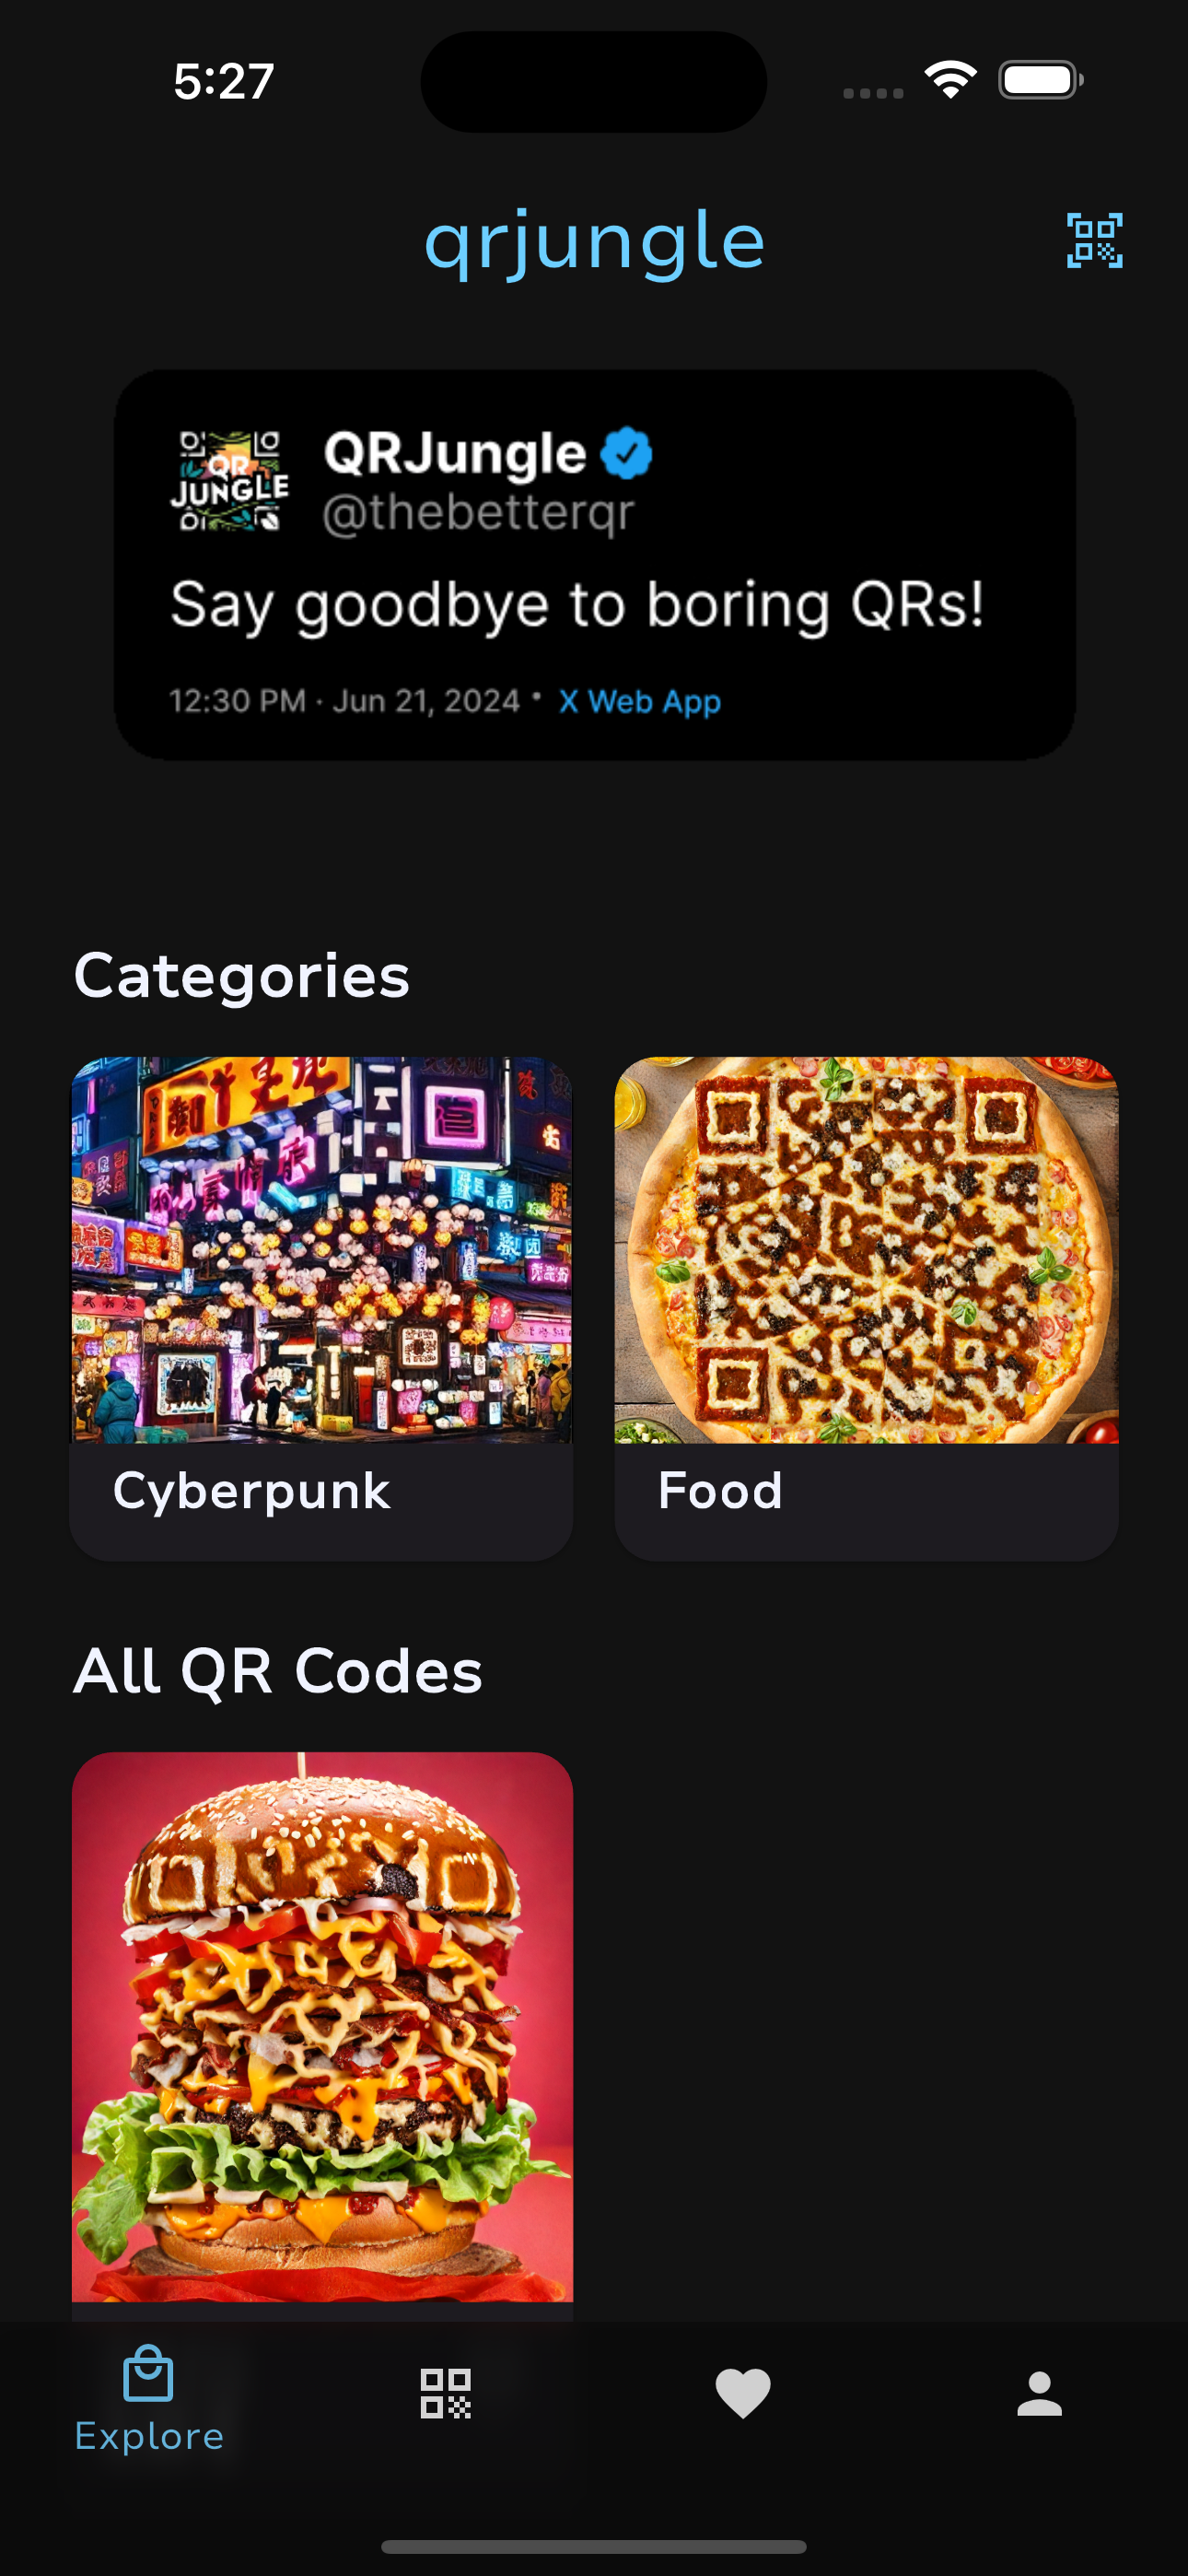 5:27
qrjungle
QR
JUNGLE
QRJungle
@thebetterqr
Say goodbye to boring QRs!
12:30 PM · Jun 21, 2024 • X Web App
Categories
Cyberpunk
Food
All QR Codes
Explore